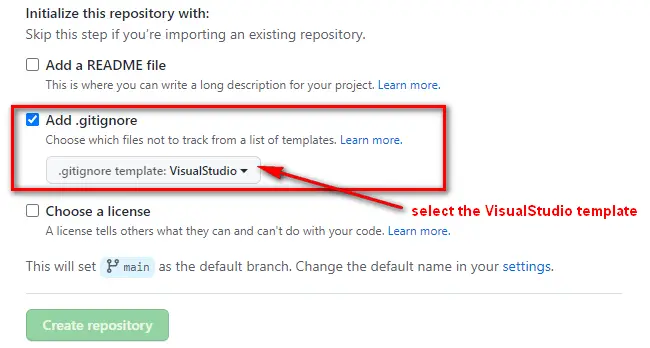 Initialize this repository with:
Skip this step if you're importing an existing repository.
Add a README file
This is where you can write a long description for your project. Learn more.
Add .gitignore
Choose which files not to track from a list of templates. Learn more.
.gitignore template: VisualStudio
select the VisualStudio template
Choose a license
A license tells others what they can and can't do with your code. Learn more.
This will set main as the default branch. Change the default name in your settings.
Create repository